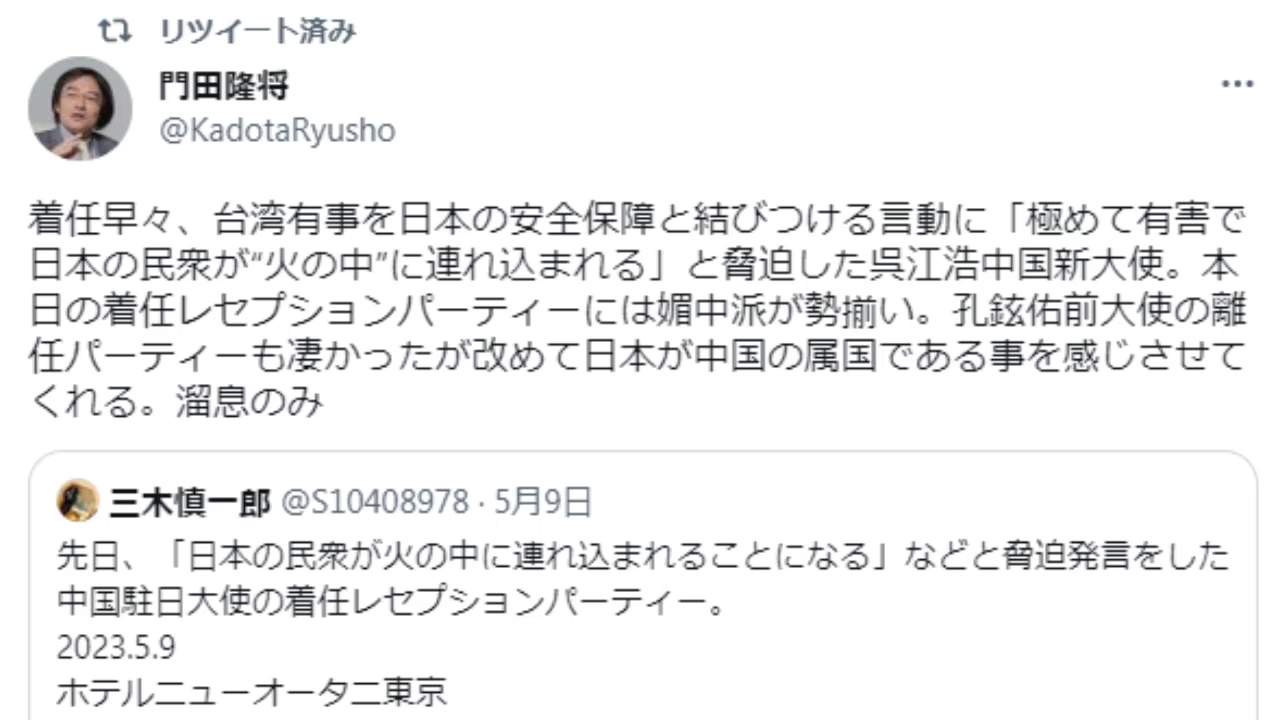 リツイート済み
門田隆将
@KadotaRyusho
着任早々、台湾有事を日本の安全保障と結びつける言動に「極めて有害で
日本の民衆が“火の中”に連れ込まれる」と脅迫した呉江浩中国新大使。本
日の着任レセプションパーティーには媚中派が勢揃い。孔鉉佑前大使の離
任パーティーも凄かったが改めて日本が中国の属国である事を感じさせて
くれる。溜息のみ
三木慎一郎 @S10408978 · 5月9日
先日、「日本の民衆が火の中に連れ込まれることになる」などと脅迫発言をした
中国駐日大使の着任レセプションパーティー。
2023.5.9
ホテルニューオータニ東京